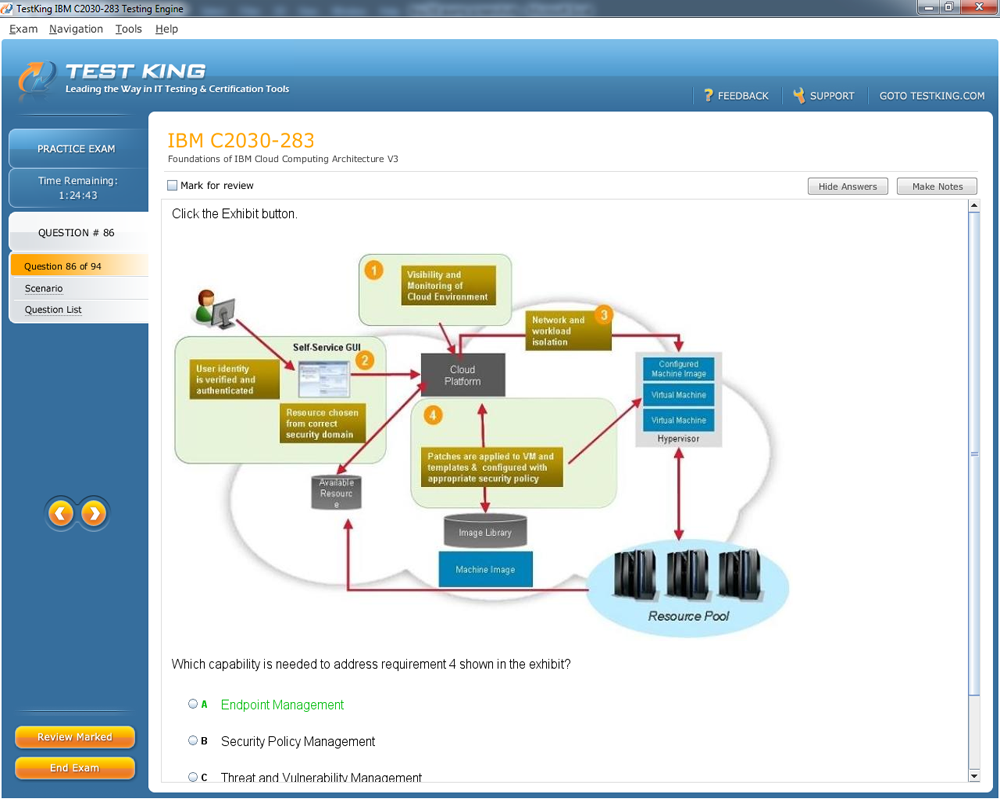 TestKing IBM C2030-283 Testing Engine
Exam Navigation Tools Help
TEST KING
Leading the Way in IT Testing & Certification Tools
? FEEDBACK
SUPPORT
GOTO TESTKING.COM
PRACTICE EXAM
Time Remaining:
1:24:43
QUESTION # 86
Question 86 of 94
Scenario
Question List
Review Marked
End Exam
IBM C2030-283
Foundations of IBM Cloud Computing Architecture V3
Mark for review
Hide Answers
Make Notes
Click the Exhibit button.
1
Visibility and
Monitoring of
Cloud Environment
Network and
workload
isolation
3
Self-Service GUI
2
User identity
is verified and
authenticated
Resource chosen
from correct
security domain
Cloud
Platform
Configured
Machine Image
Virtual Machine
Virtual Machine
Hypervisor
4
Patches are applied to VM and
templates & configured with
appropriate security policy
Available
Resourc
e
Image Library
Machine Image
Resource Pool
Which capability is needed to address requirement 4 shown in the exhibit?
A Endpoint Management
B Security Policy Management
C Threat and Vulnerability Management